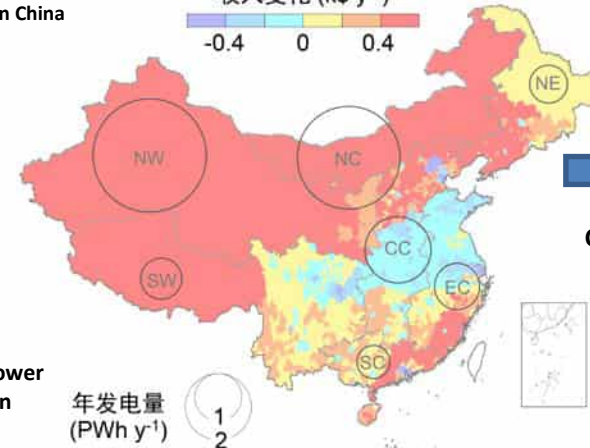 n China
-0.4 0 0.4
NE
NW
NC
CC
SW
EC
SC
ower
n
年发电量
(PWh y⁻¹)
1
2